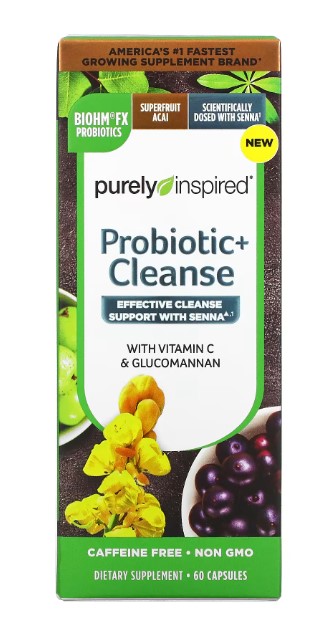 AMERICA'S #1 FASTEST
GROWING SUPPLEMENT BRAND*
BIOHM® FX
PROBIOTICS
SUPERFRUIT
ACAI
SCIENTIFICALLY
DOSED WITH SENNA†
NEW
purely inspired®
Probiotic+
Cleanse
EFFECTIVE CLEANSE
SUPPORT WITH SENNA▲,†
WITH VITAMIN C
& GLUCOMANNAN
CAFFEINE FREE • NON GMO
DIETARY SUPPLEMENT • 60 CAPSULES